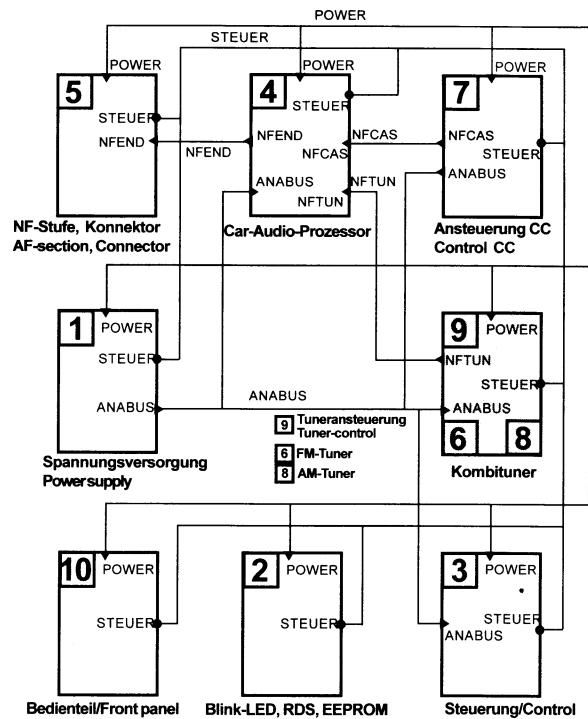 POWER
STEUER
POWER
POWER
POWER
5
4
7
STEUER
STEUER
NFEND
NFEND
NFEND
NFCAS
NFCAS
STEUER
ANABUS
NFTUN
NFTUN
ANABUS
NF-Stufe, Konnektor
AF-section, Connector
Car-Audio-Prozessor
Ansteuerung CC
Control CC
1
POWER
STEUER
ANABUS
ANABUS
9
POWER
NFTUN
STEUER
ANABUS
6
8
9 Tuneransteuerung
Tuner-control
6 FM-Tuner
8 AM-Tuner
Spannungsversorgung
Powersupply
Kombituner
10
POWER
STEUER
2
POWER
STEUER
3
POWER
STEUER
ANABUS
Bedienteil/Front panel
Blink-LED, RDS, EEPROM
Steuerung/Control